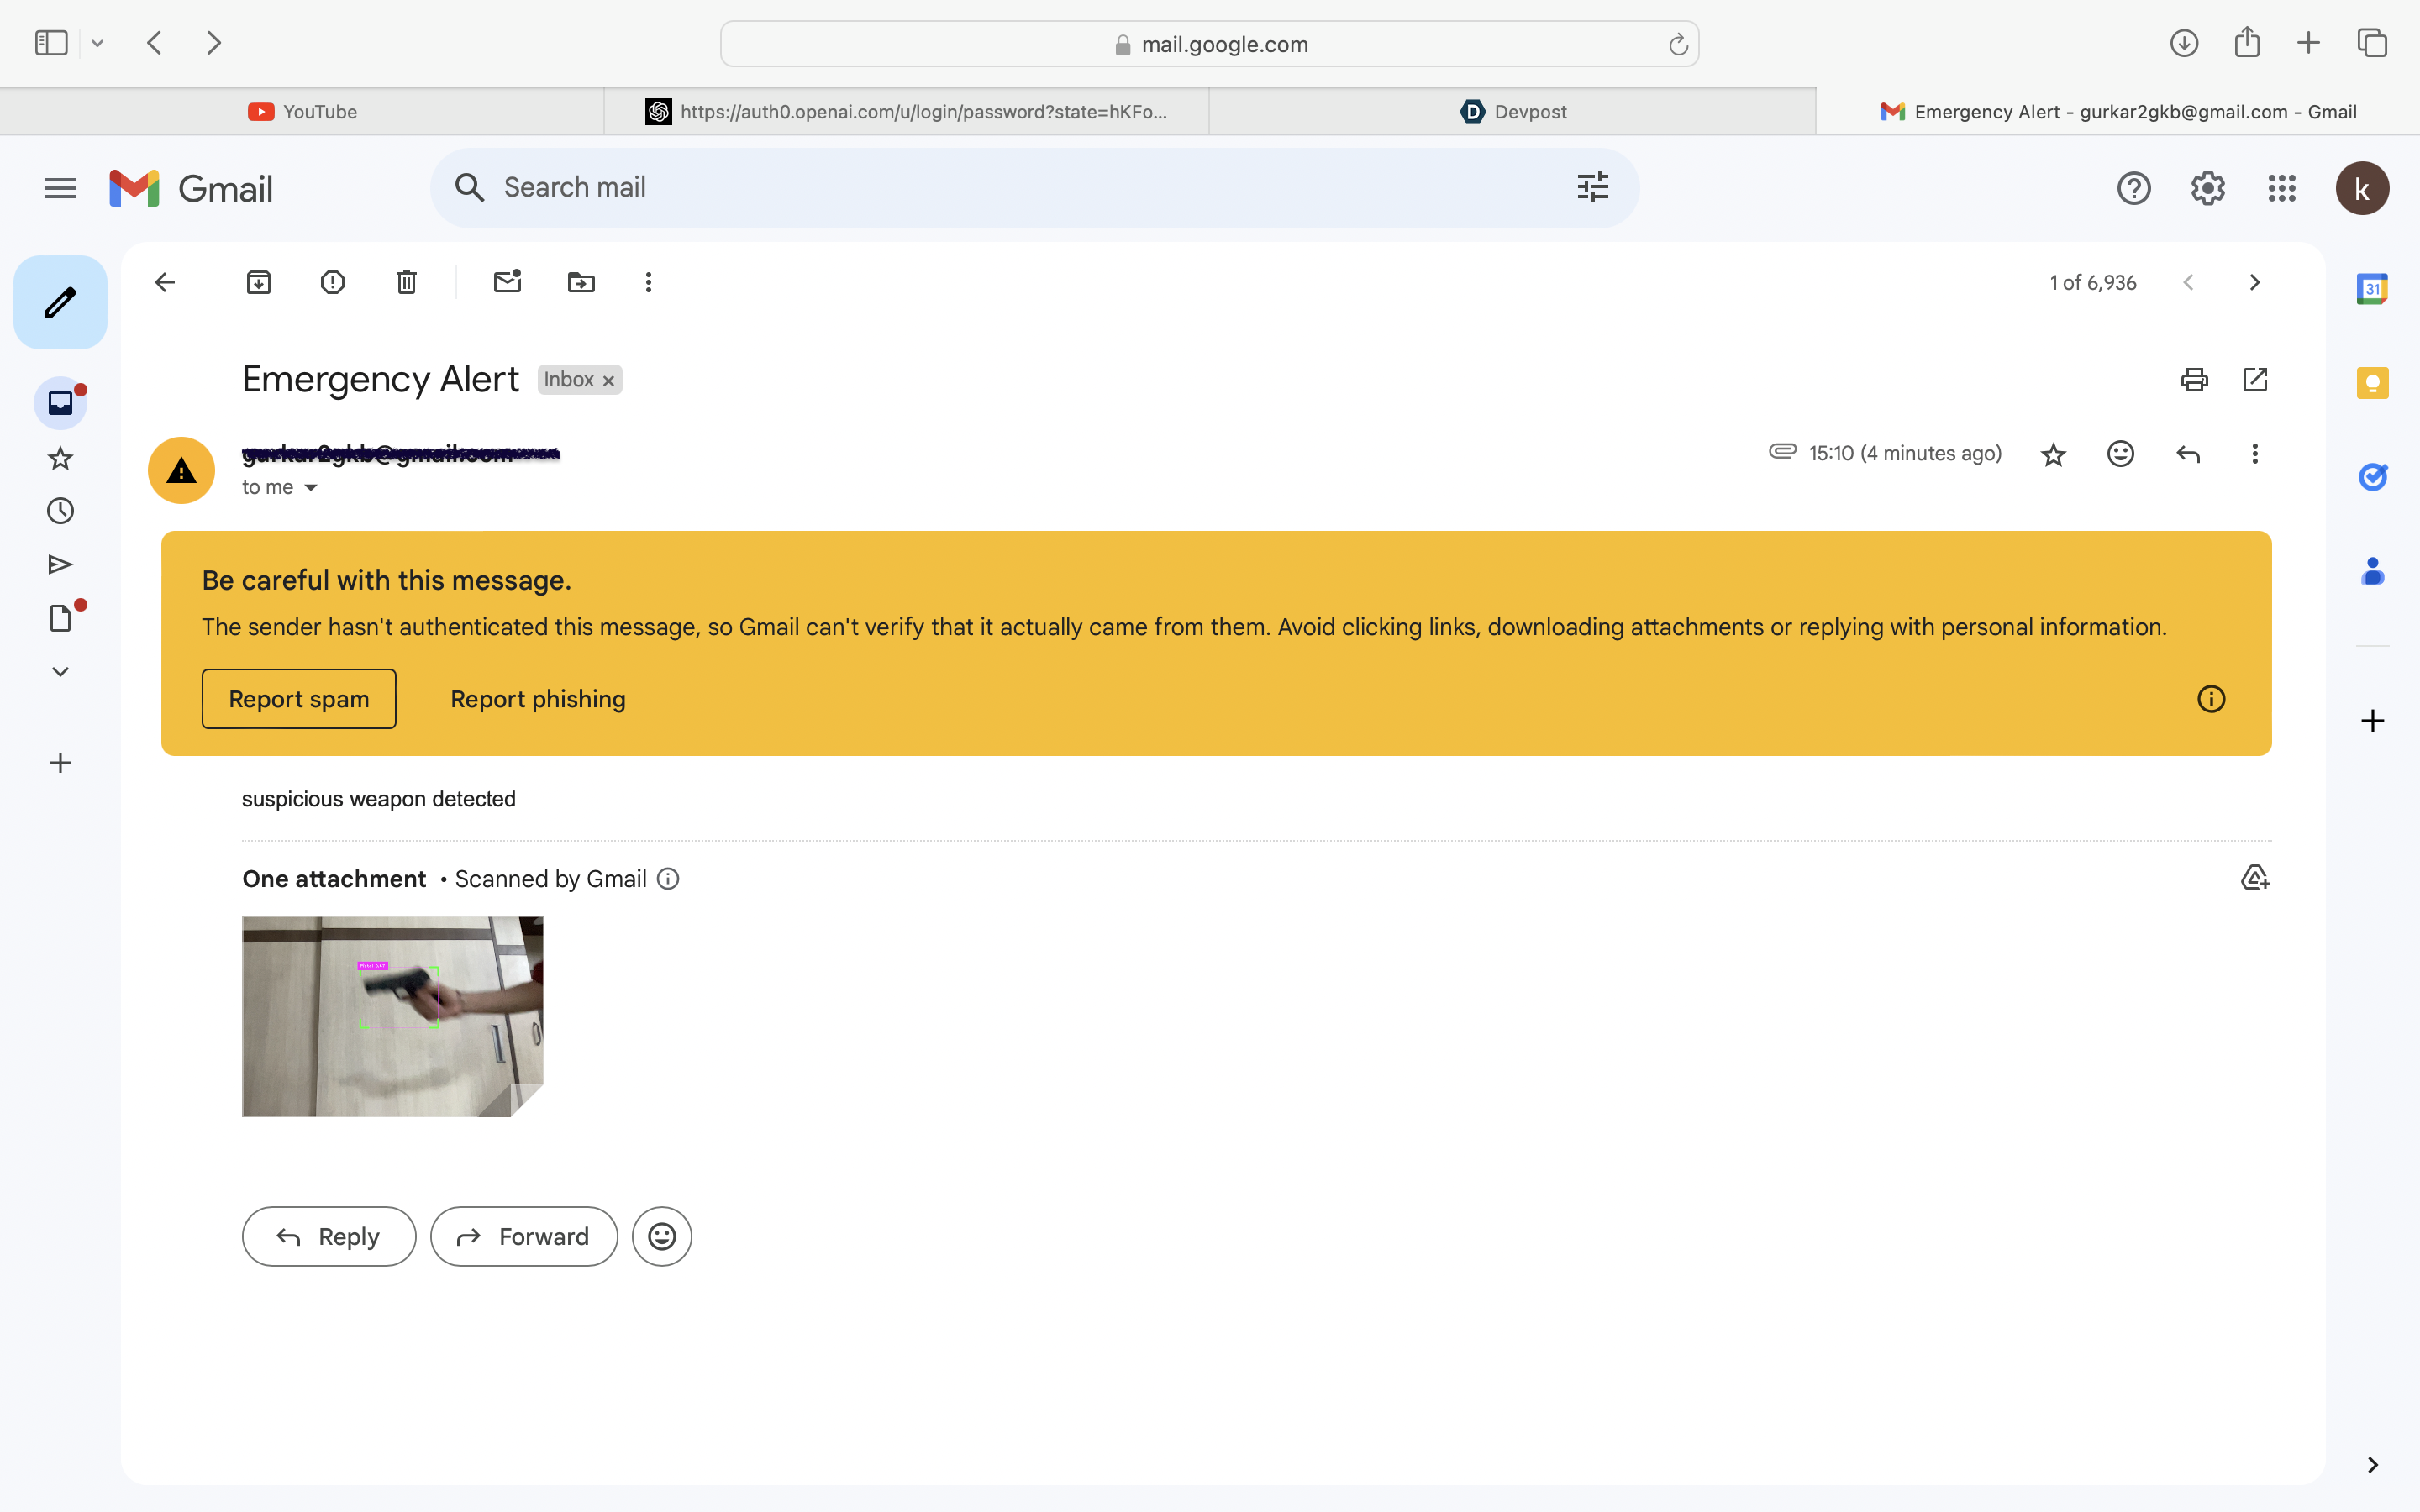 mail.google.com
YouTube
https://auth0.openai.com/u/login/password?state=hKFo...
Devpost
Emergency Alert - gurkar2gkb@gmail.com - Gmail
Gmail
Search mail
k
1 of 6,936
31
Emergency Alert
Inbox
gurkar2gkb@gmail.com
15:10 (4 minutes ago)
to me
Be careful with this message.
The sender hasn't authenticated this message, so Gmail can't verify that it actually came from them. Avoid clicking links, downloading attachments or replying with personal information.
Report spam
Report phishing
suspicious weapon detected
One attachment • Scanned by Gmail
Reply
Forward